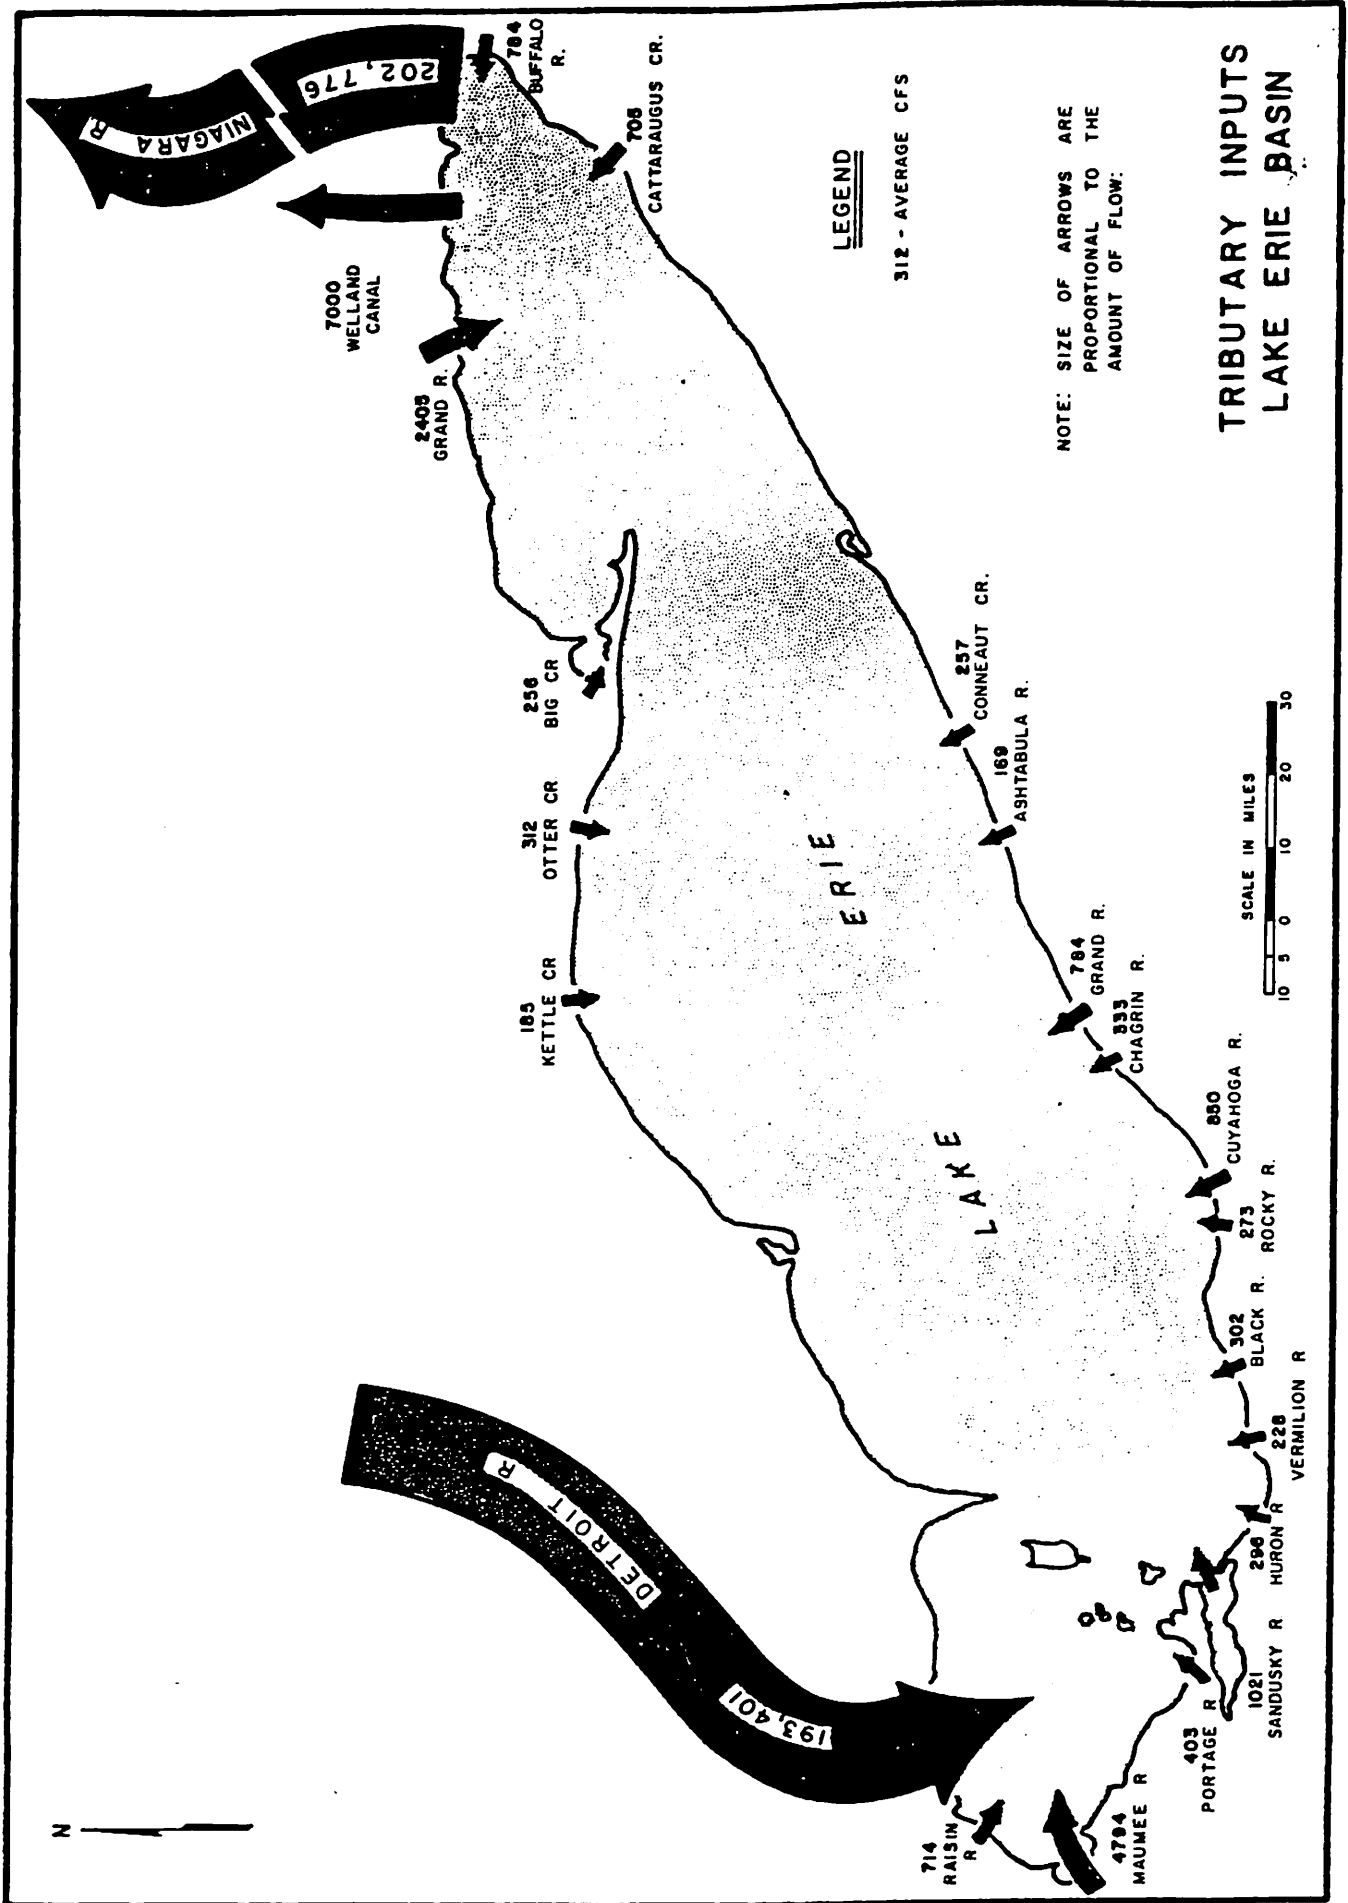 TRIBUTARY INPUTS
LAKE ERIE BASIN
LEGEND
312 - AVERAGE CFS
NOTE: SIZE OF ARROWS ARE
PROPORTIONAL TO THE
AMOUNT OF FLOW:
SCALE IN MILES
10 5 0 10 20 30
N
LAKE ERIE
DETROIT R
193,401
NIAGARA R
202,776
7000
WELLAND
CANAL
2405
GRAND R.
256
BIG CR
312
OTTER CR
185
KETTLE CR
784
BUFFALO
R.
705
CATTARAUGUS CR.
257
CONNEAUT CR.
169
ASHTABULA R.
784
GRAND R.
333
CHAGRIN R.
850
CUYAHOGA R.
273
ROCKY R.
302
BLACK R.
228
VERMILION R
296
HURON R
1021
SANDUSKY R
403
PORTAGE R
4794
MAUMEE R
714
RAISIN
R